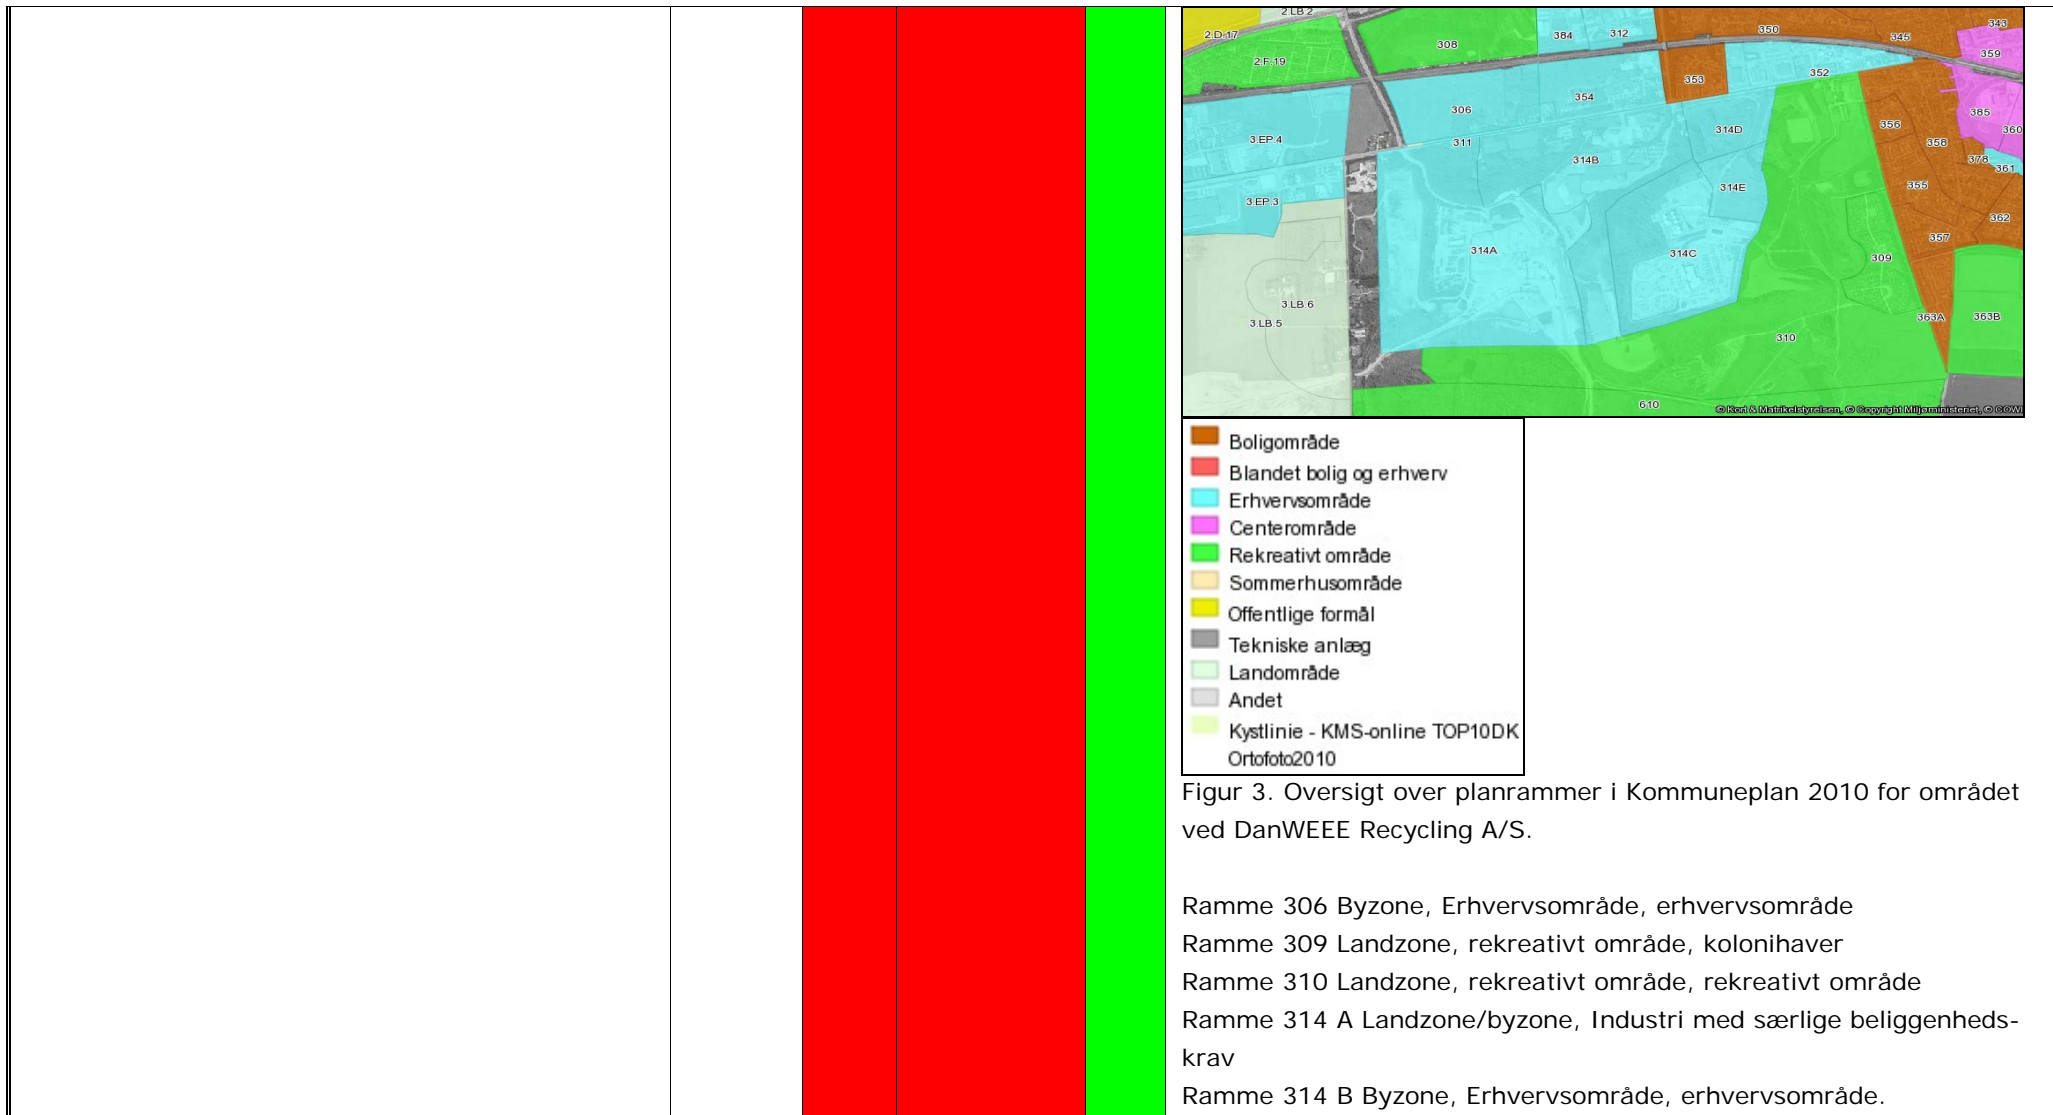 2.LB.2
2.D.17
384
312
350
345
343
308
359
2.F.19
353
352
306
354
385
3.EP.4
314D
356
360
311
358
314B
378
361
314E
355
3.EP.3
362
357
314A
314C
309
3.LB.6
3.LB.5
363A
363B
310
610
© Kort & Matrikelstyrelsen, © Copyright Miljøministeriet, © COWI
Boligområde
Blandet bolig og erhverv
Erhvervsområde
Centerområde
Rekreativt område
Sommerhusområde
Offentlige formål
Tekniske anlæg
Landområde
Andet
Kystlinie - KMS-online TOP10DK
Ortofoto2010
Figur 3. Oversigt over planrammer i Kommuneplan 2010 for området
ved DanWEEE Recycling A/S.
Ramme 306 Byzone, Erhvervsområde, erhvervsområde
Ramme 309 Landzone, rekreativt område, kolonihaver
Ramme 310 Landzone, rekreativt område, rekreativt område
Ramme 314 A Landzone/byzone, Industri med særlige beliggenheds-
krav
Ramme 314 B Byzone, Erhvervsområde, erhvervsområde.